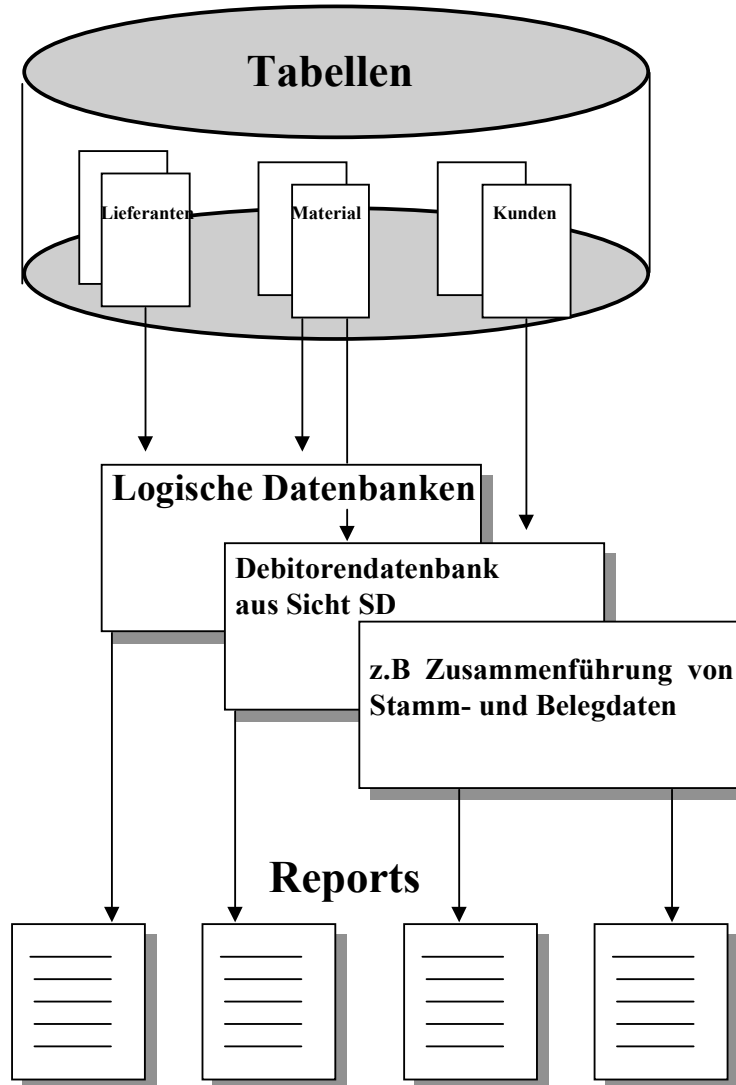 Tabellen
Lieferanten
Material
Kunden
Logische Datenbanken
Debitorendatenbank
aus Sicht SD
z.B Zusammenführung von
Stamm- und Belegdaten
Reports